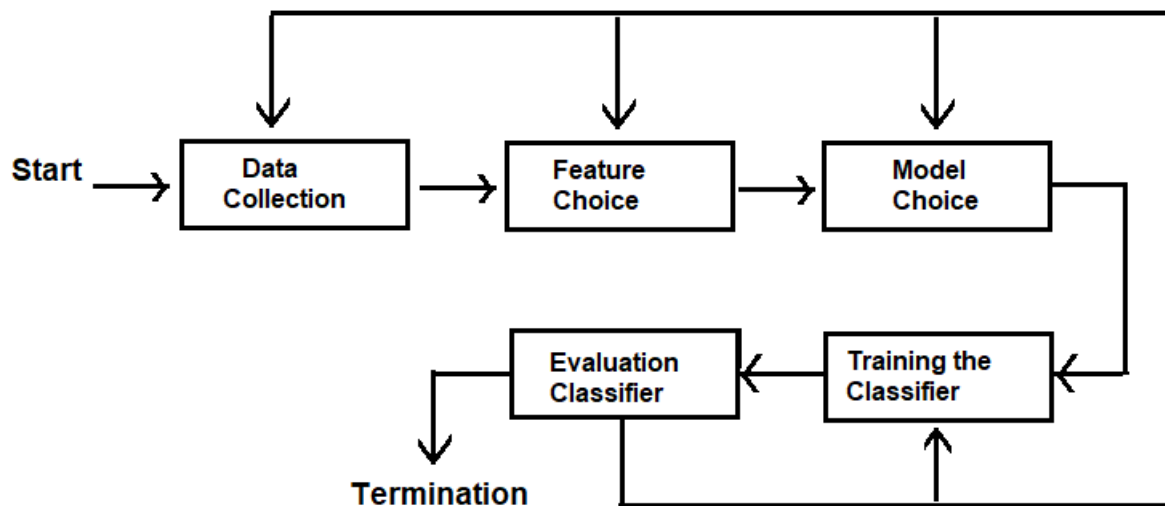 Start
Data
Collection
Feature
Choice
Model
Choice
Training the
Classifier
Evaluation
Classifier
Termination